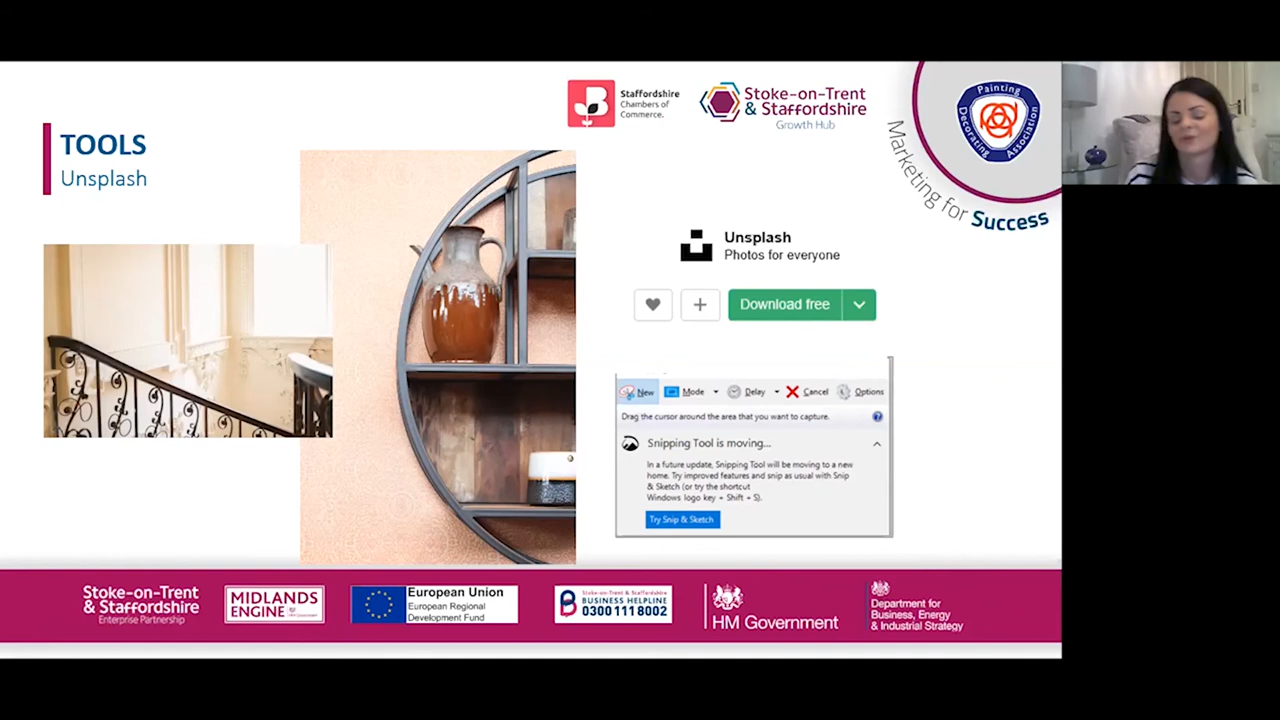 TOOLS
Unsplash
Staffordshire
Chambers of
Commerce.
Stoke-on-Trent
& Staffordshire
Growth Hub
Painting
Decorating Association
Marketing for Success
Unsplash
Photos for everyone
Download free
New Mode Delay Cancel Options
Drag the cursor around the area that you want to capture.
Snipping Tool is moving...
In a future update, Snipping Tool will be moving to a new
home. Try improved features and snip as usual with Snip
& Sketch (or try the shortcut
Windows logo key + Shift + S).
Try Snip & Sketch
Stoke-on-Trent
& Staffordshire
Enterprise Partnership
MIDLANDS
ENGINE
European Union
European Regional
Development Fund
Stoke-on-Trent & Staffordshire
BUSINESS HELPLINE
0300 111 8002
HM Government
Department for
Business, Energy
& Industrial Strategy